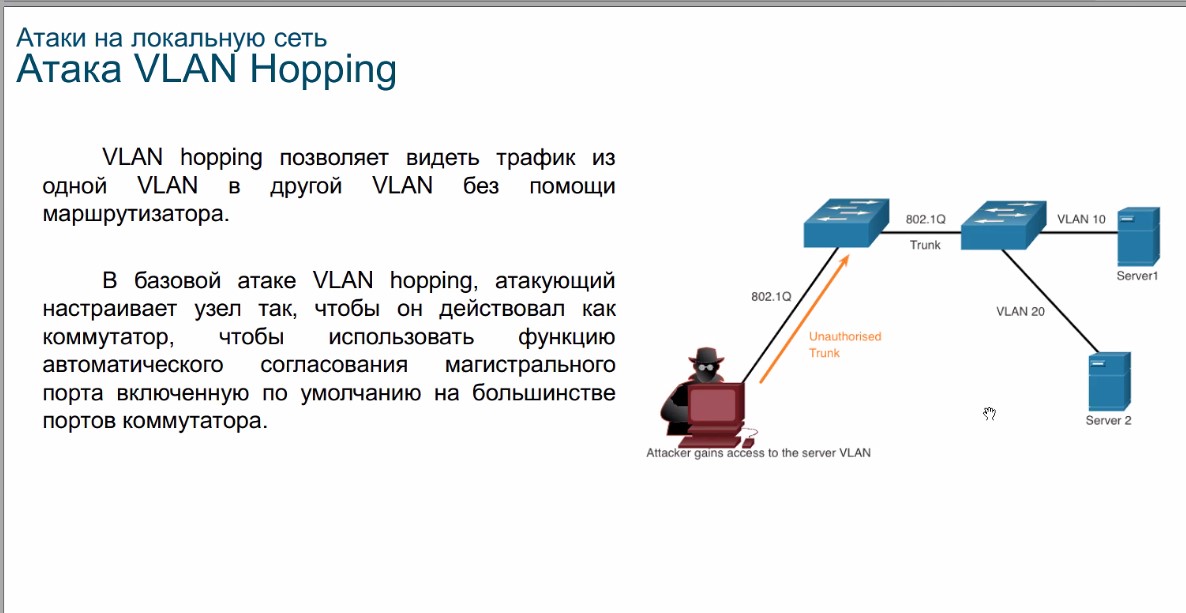 Атаки на локальную сеть
Атака VLAN Hopping
VLAN hopping позволяет видеть трафик из
одной VLAN в другой VLAN без помощи
маршрутизатора.
В базовой атаке VLAN hopping, атакующий
настраивает узел так, чтобы он действовал как
коммутатор, чтобы использовать функцию
автоматического согласования магистрального
порта включенную по умолчанию на большинстве
портов коммутатора.
802.1Q
Trunk
VLAN 10
Server1
802.1Q
VLAN 20
Unauthorised
Trunk
Server 2
Attacker gains access to the server VLAN